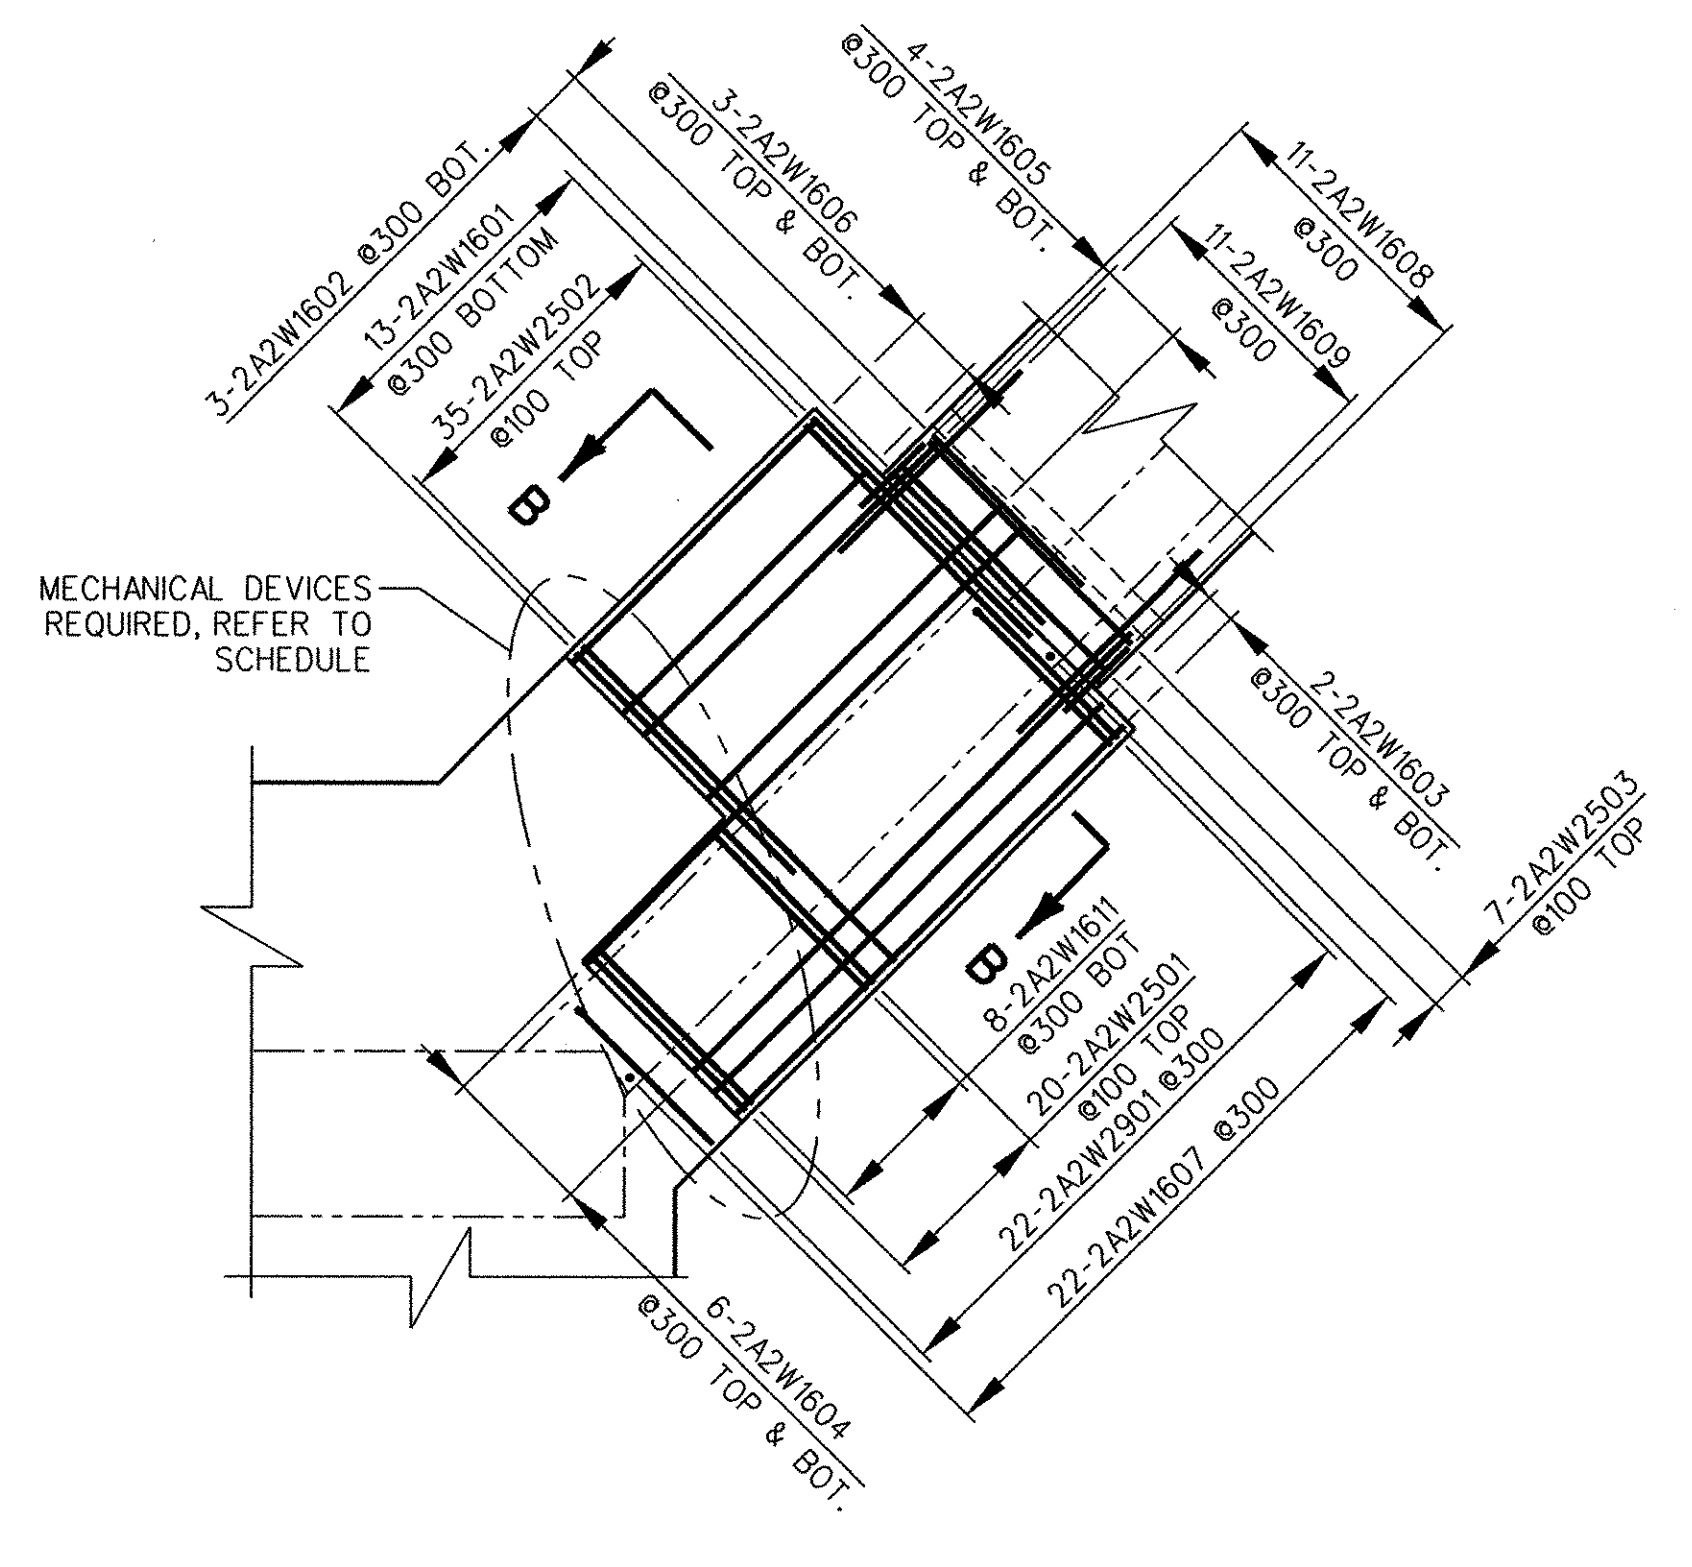 4-2A2W1605
@300 TOP & BOT.
3-2A2W1606
@300 TOP & BOT.
11-2A2W1608
@300
11-2A2W1609
@300
3-2A2W1602 @300 BOT.
13-2A2W1601
@300 BOTTOM
35-2A2W2502
@100 TOP
B
MECHANICAL DEVICES
REQUIRED, REFER TO
SCHEDULE
2-2A2W1603
@300 TOP & BOT.
7-2A2W2503
@100 TOP
B
8-2A2W1611
@300 BOT
20-2A2W2501
@100 TOP
22-2A2W2901 @300
22-2A2W1607 @300
6-2A2W1604
@300 TOP & BOT.